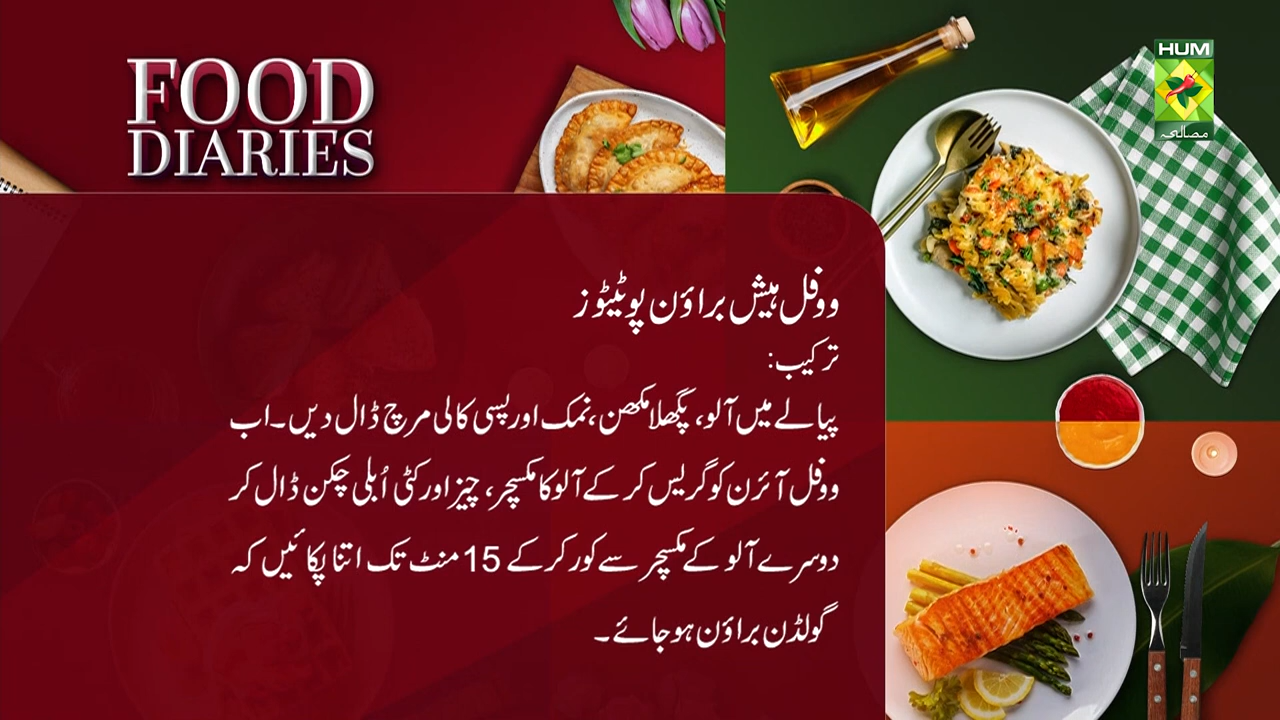 FOOD
DIARIES
HUM
مصالحہ
ووفل ہیش براؤن پوٹیٹوز
ترکیب:
پیالے میں آلو، پگھلا مکھن، نمک اور پسی کالی مرچ ڈال دیں۔ اب
ووفل آئرن کو گریس کر کے آلو کا مکسچر، چیز اور کٹی اُبلی چکن ڈال کر
دوسرے آلو کے مکسچر سے کور کر کے 15 منٹ تک اتنا پکائیں کہ
گولڈن براؤن ہو جائے۔